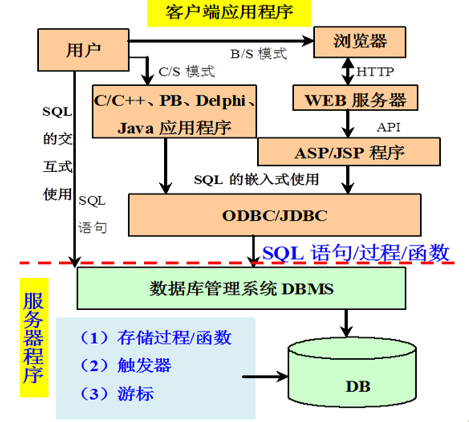 客户端应用程序
用户
B/S 模式
浏览器
C/S 模式
HTTP
C/C++、PB、Delphi、
Java 应用程序
WEB 服务器
API
SQL
的交
互式
使用
SQL
语句
ASP/JSP 程序
SQL 的嵌入式使用
ODBC/JDBC
SQL 语句/过程/函数
服务器程序
数据库管理系统 DBMS
（1）存储过程/函数
（2）触发器
（3）游标
DB